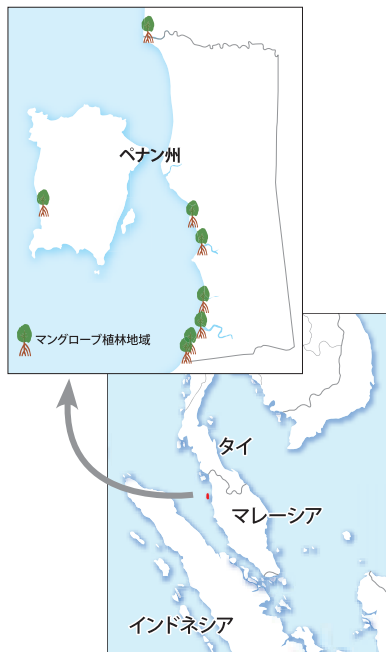 ペナン州
マングローブ植林地域
タイ
マレーシア
インドネシア